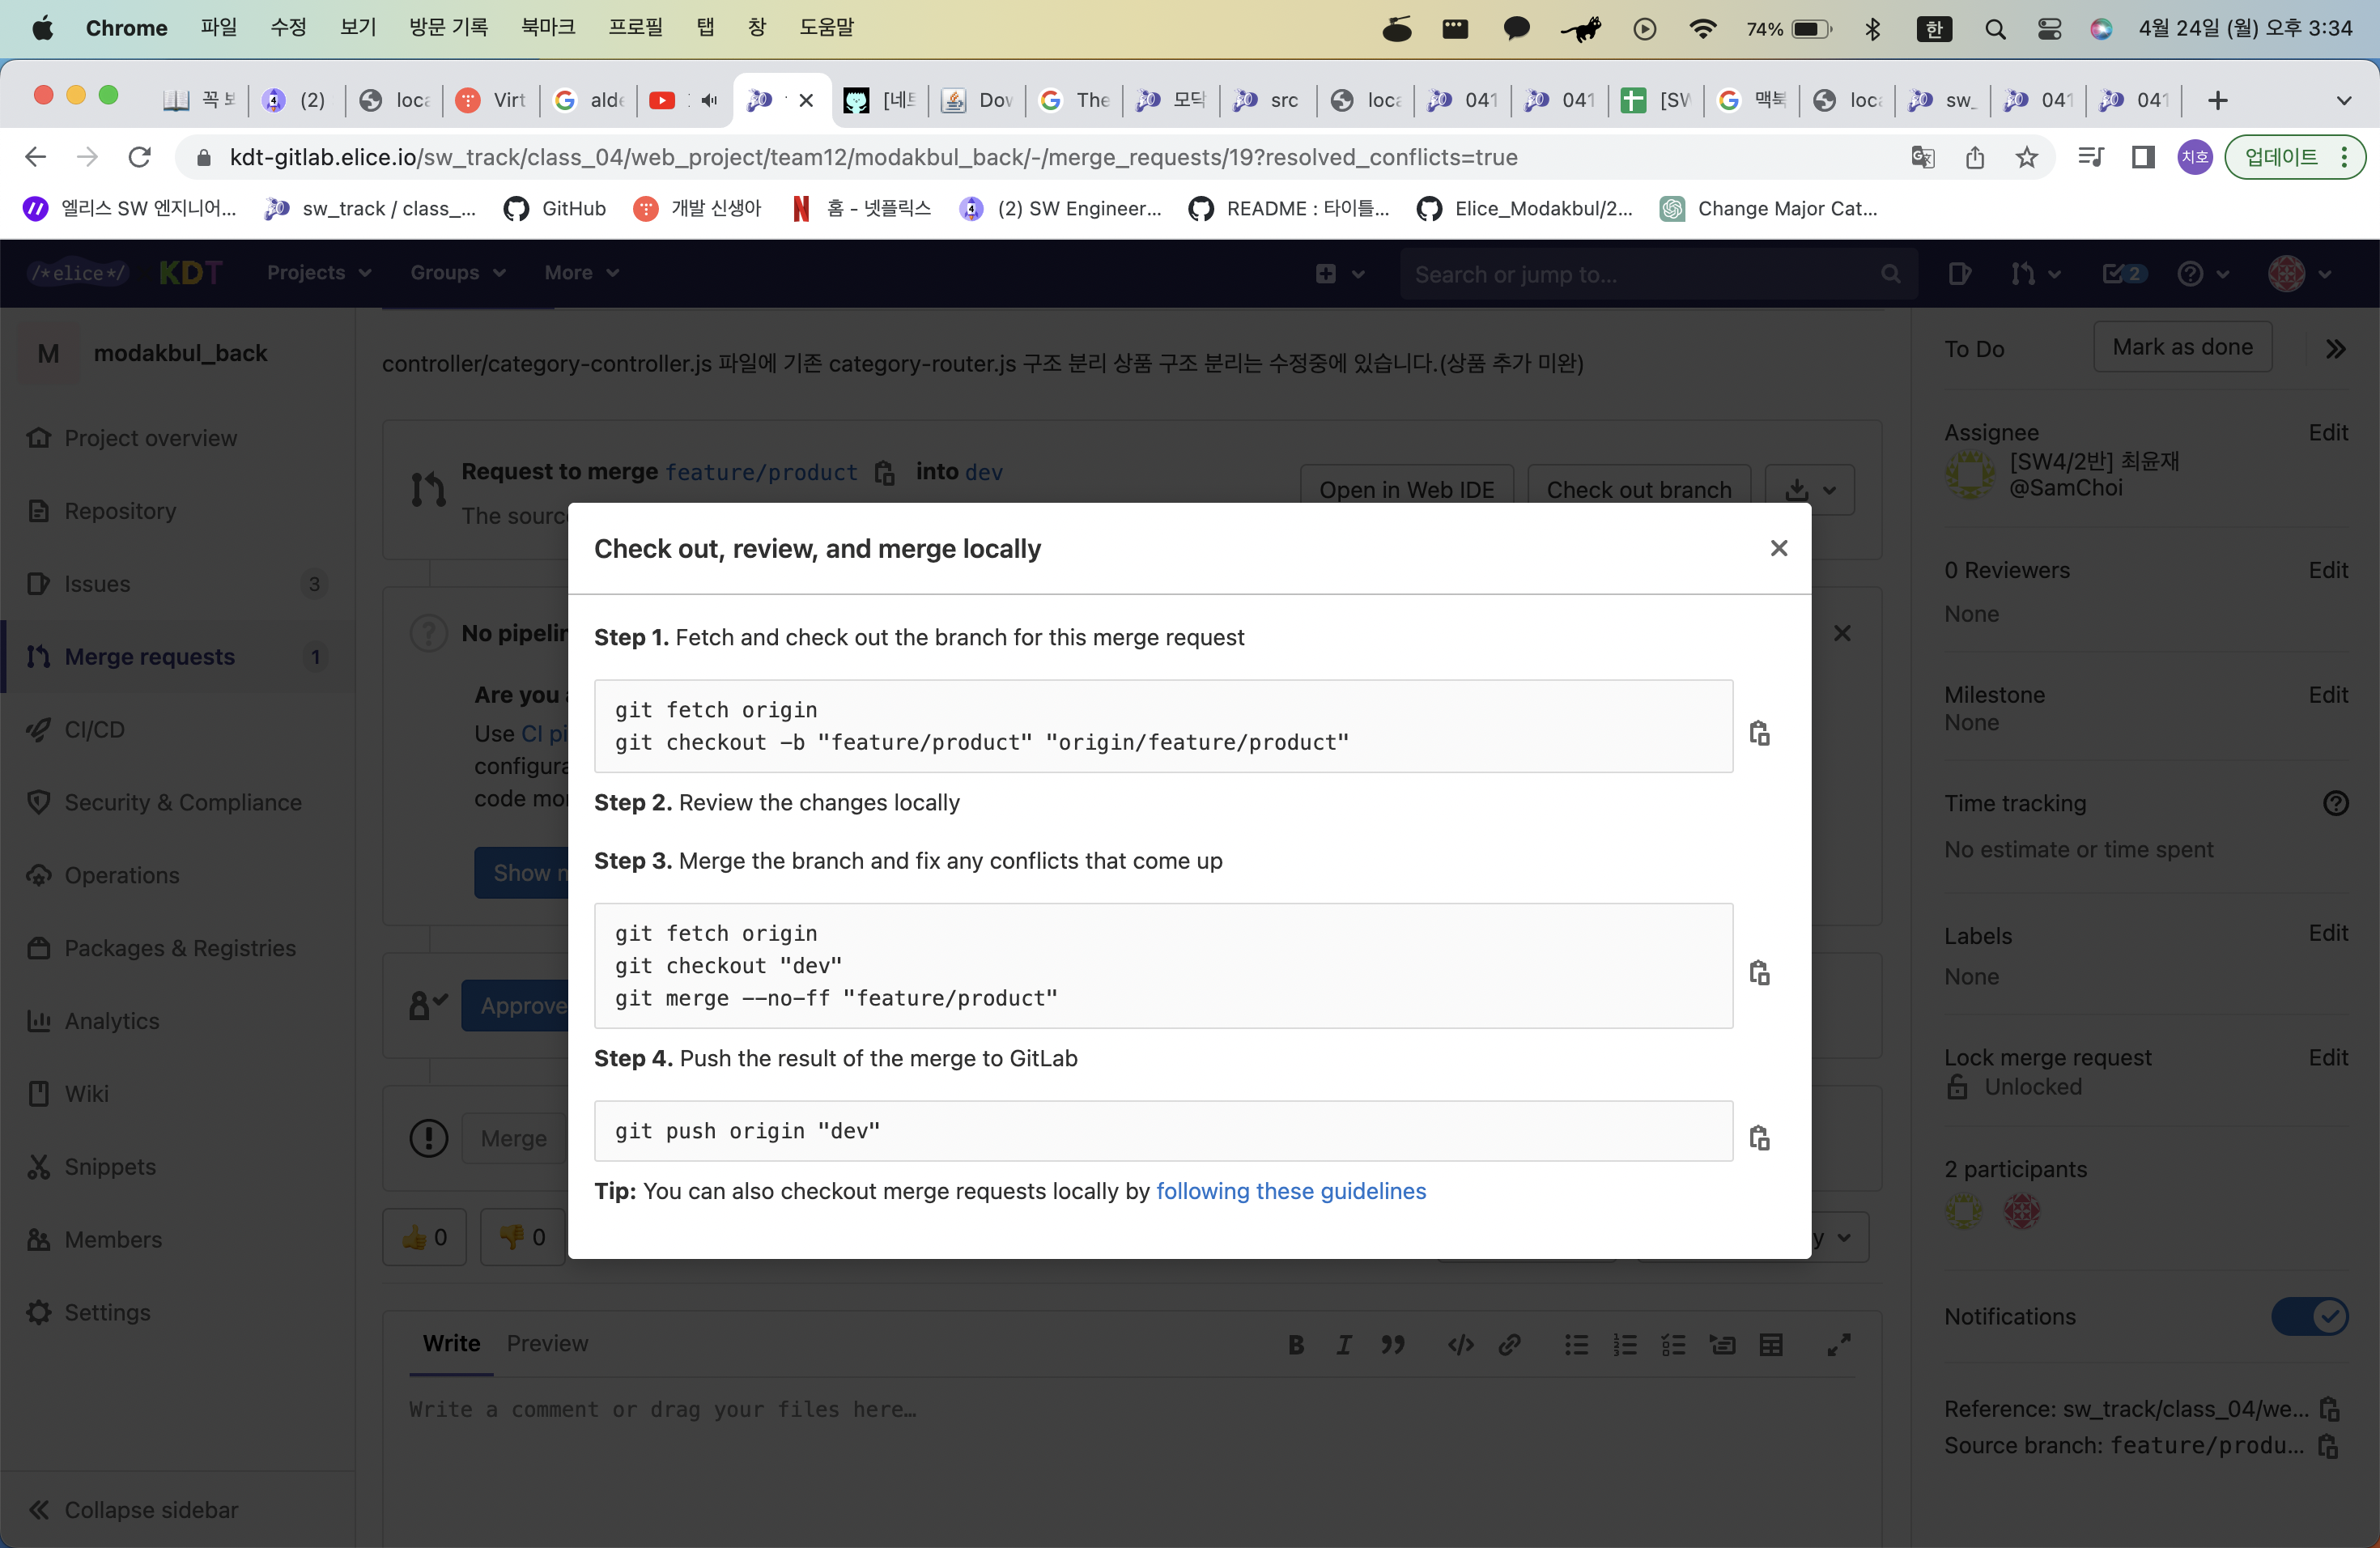 Chrome 파일 수정 보기 방문 기록 북마크 프로필 탭 창 도움말 74% 한 4월 24일 (월) 오후 3:34
꼭 (2) loca Virt alde [네트 Dow The 모닥 src loca 041 041 [SW 맥북 loca sw_ 041 041
kdt-gitlab.elice.io/sw_track/class_04/web_project/team12/modakbul_back/-/merge_requests/19?resolved_conflicts=true 치호 업데이트
엘리스 SW 엔지니어... sw_track / class_... GitHub 개발 신생아 홈 - 넷플릭스 (2) SW Engineer... README : 타이틀... Elice_Modakbul/2... Change Major Cat...
/*elice*/ KDT Projects Groups More Search or jump to... 2
M modakbul_back
Project overview
Repository
Issues 3
Merge requests 1
CI/CD
Security & Compliance
Operations
Packages & Registries
Analytics
Wiki
Snippets
Members
Settings
Collapse sidebar
controller/category-controller.js 파일에 기존 category-router.js 구조 분리 상품 구조 분리는 수정중에 있습니다.(상품 추가 미완)
Request to merge feature/product into dev
Open in Web IDE Check out branch
The sourc
No pipelin
Are you
Use CI pi
configura
code mo
Show m
Approve
Merge
👍 0 👎 0
y
Check out, review, and merge locally
Step 1. Fetch and check out the branch for this merge request
git fetch origin
git checkout -b "feature/product" "origin/feature/product"
Step 2. Review the changes locally
Step 3. Merge the branch and fix any conflicts that come up
git fetch origin
git checkout "dev"
git merge --no-ff "feature/product"
Step 4. Push the result of the merge to GitLab
git push origin "dev"
Tip: You can also checkout merge requests locally by following these guidelines
Write Preview
Write a comment or drag your files here…
To Do Mark as done
Assignee Edit
[SW4/2반] 최윤재
@SamChoi
0 Reviewers Edit
None
Milestone Edit
None
Time tracking
No estimate or time spent
Labels Edit
None
Lock merge request Edit
Unlocked
2 participants
Notifications
Reference: sw_track/class_04/we...
Source branch: feature/produ...